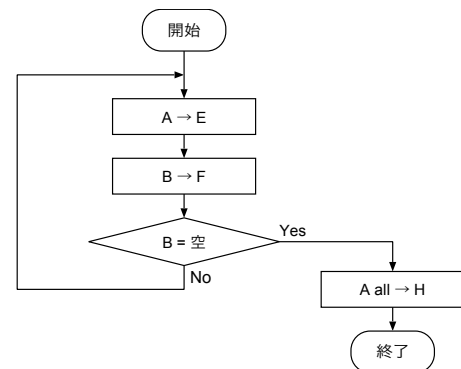 開始
A → E
B → F
B = 空
Yes
No
A all → H
終了